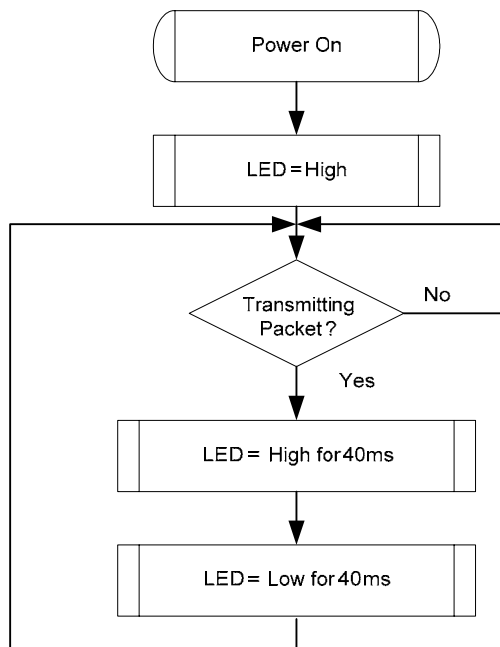 Power On
LED = High
Transmitting
Packet ?
No
Yes
LED = High for 40ms
LED = Low for 40ms